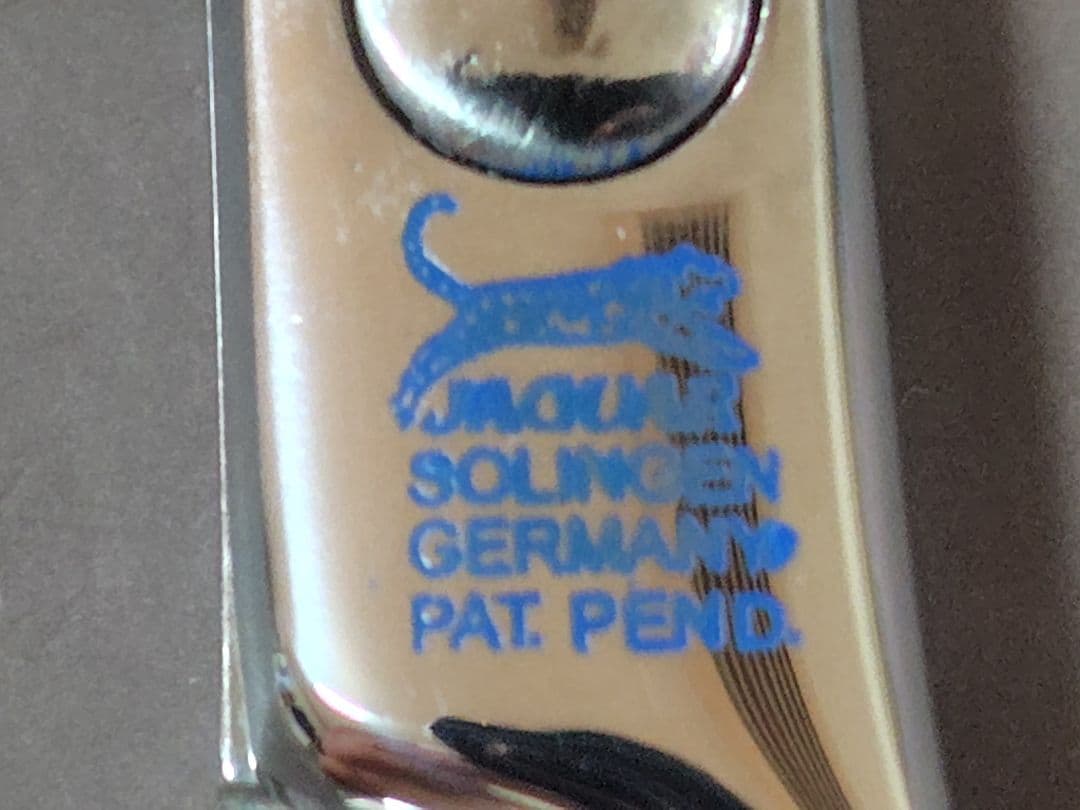 JAGUAR
SOLINGEN
GERMANY
PAT. PEND.